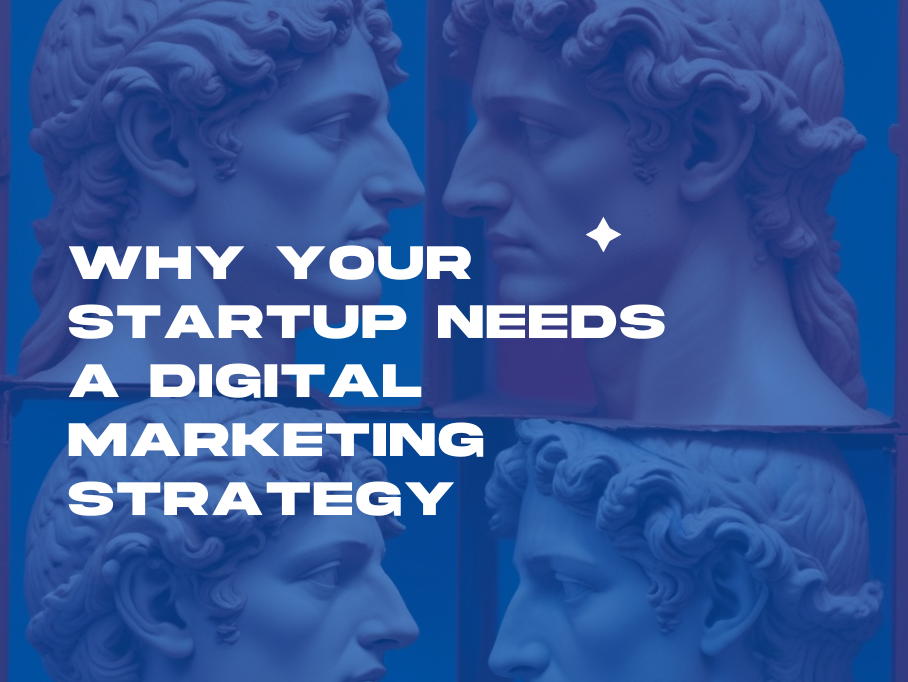 WHY YOUR
STARTUP NEEDS
A DIGITAL
MARKETING
STRATEGY